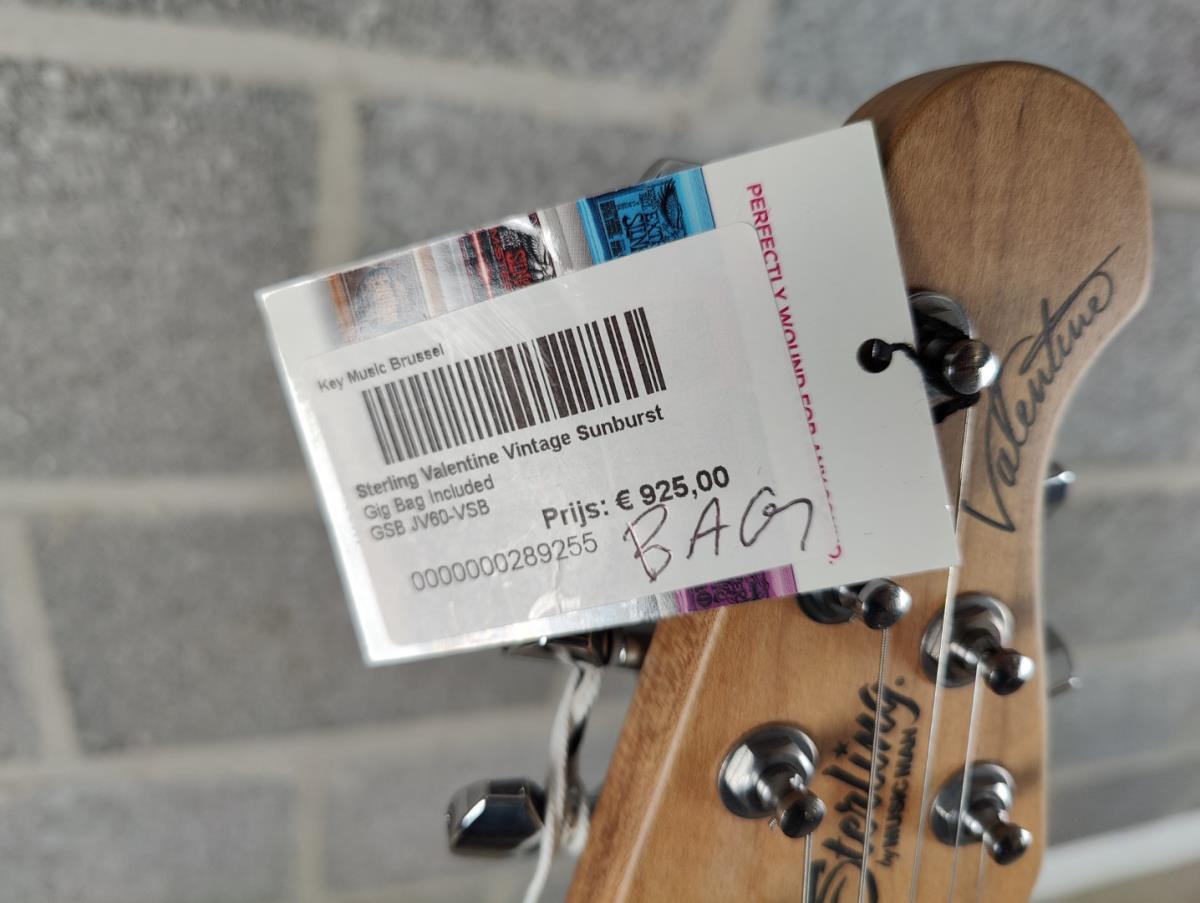 Key Music Brussel
Sterling Valentine Vintage Sunburst
Gig Bag Included
GSB JV60-VSB
Prijs: € 925,00
0000000289255
BAG
PERFECTLY WOUND FOR
Valentine
Sterling.
by MUSIC MAN